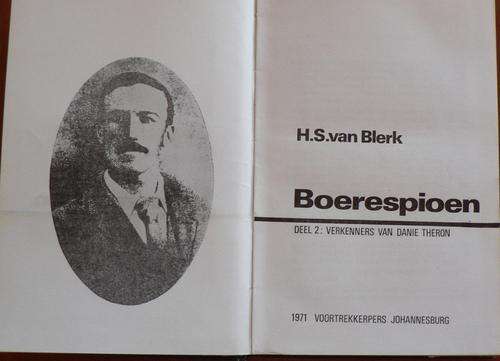 H.S.van Blerk
Boerespioen
DEEL 2: VERKENNERS VAN DANIE THERON
1971 VOORTREKKERPERS JOHANNESBURG